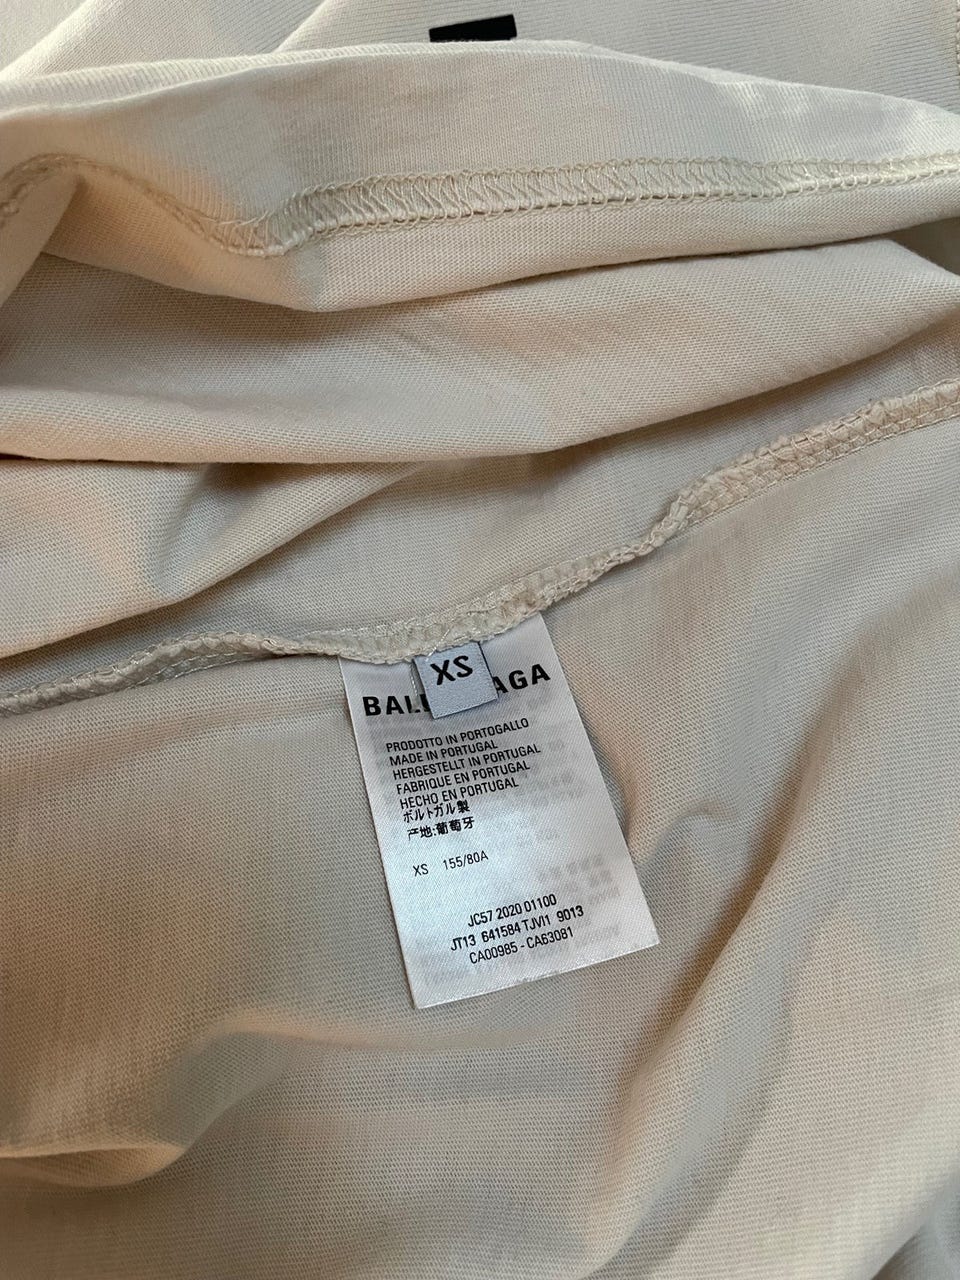 XS
BAL AGA
PRODOTTO IN PORTOGALLO
MADE IN PORTUGAL
HERGESTELLT IN PORTUGAL
FABRIQUE EN PORTUGAL
HECHO EN PORTUGAL
ポルトガル製
产地:葡萄牙
XS 155/80A
JC57 2020 01100
JT13 641584 TJVI1 9013
CA00985 - CA63081